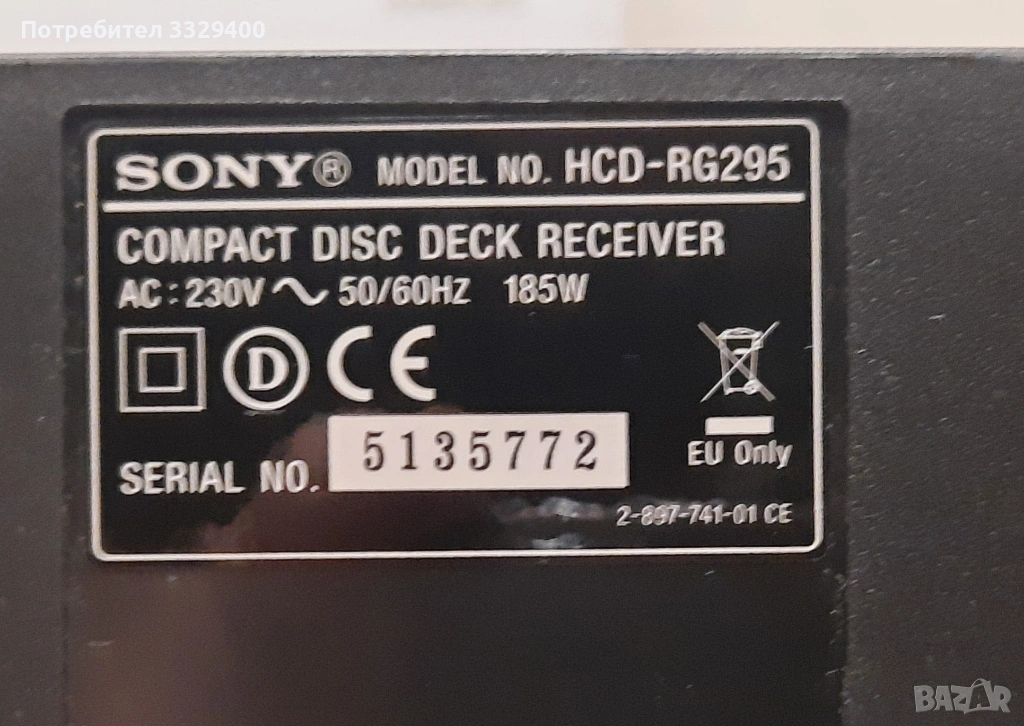 Потребител 3329400
SONY® MODEL NO. HCD-RG295
COMPACT DISC DECK RECEIVER
AC : 230V ~ 50/60HZ 185W
D CE
SERIAL NO. 5135772
EU Only
2-897-741-01 CE
BAZAR